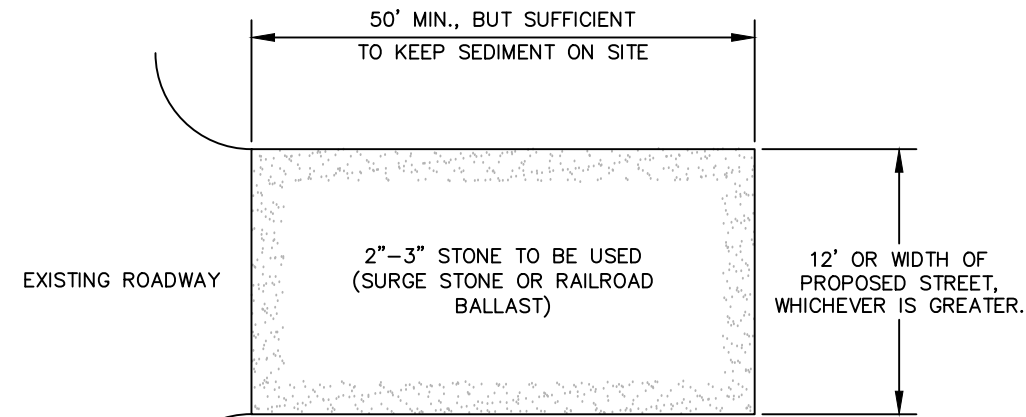 50' MIN., BUT SUFFICIENT
TO KEEP SEDIMENT ON SITE
EXISTING ROADWAY
2"-3" STONE TO BE USED
(SURGE STONE OR RAILROAD
BALLAST)
12' OR WIDTH OF
PROPOSED STREET,
WHICHEVER IS GREATER.